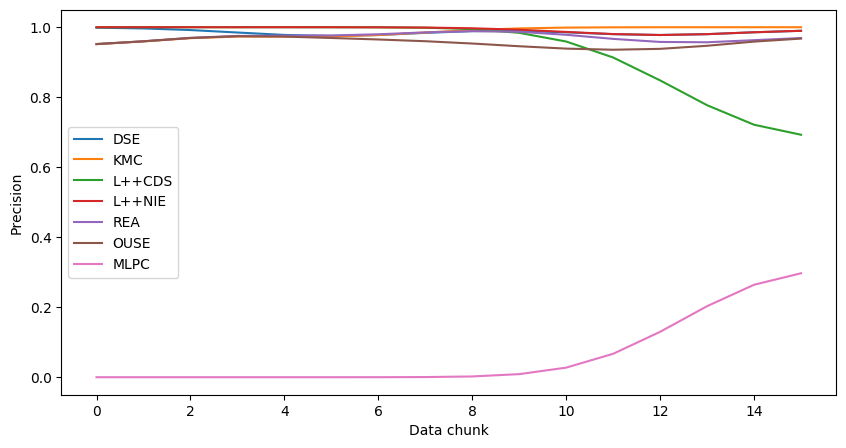 1.0
0.8
0.6
0.4
0.2
0.0
Precision
DSE
KMC
L++CDS
L++NIE
REA
OUSE
MLPC
0 2 4 6 8 10 12 14
Data chunk